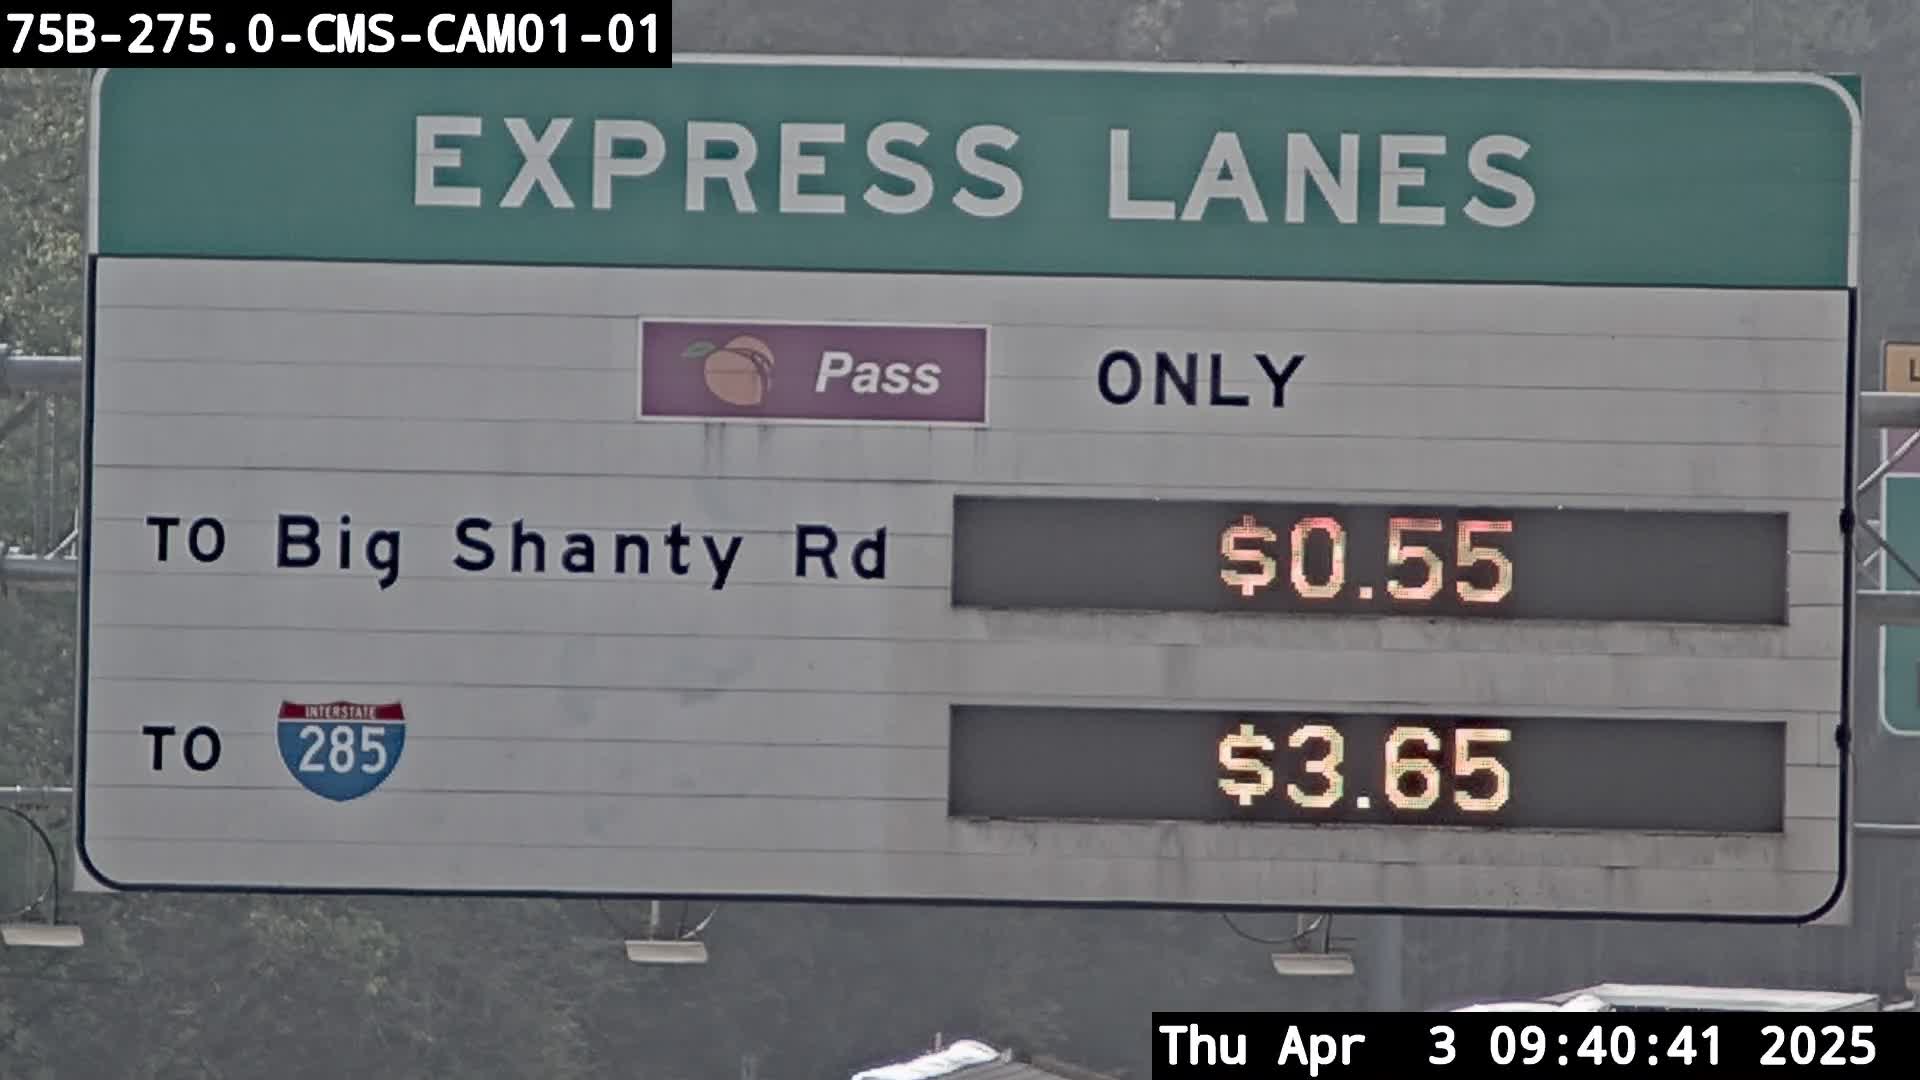 75B-275.0-CMS-CAM01-01
EXPRESS LANES
Pass ONLY
TO Big Shanty Rd $0.55
INTERSTATE
TO 285 $3.65
Thu Apr 3 09:40:41 2025